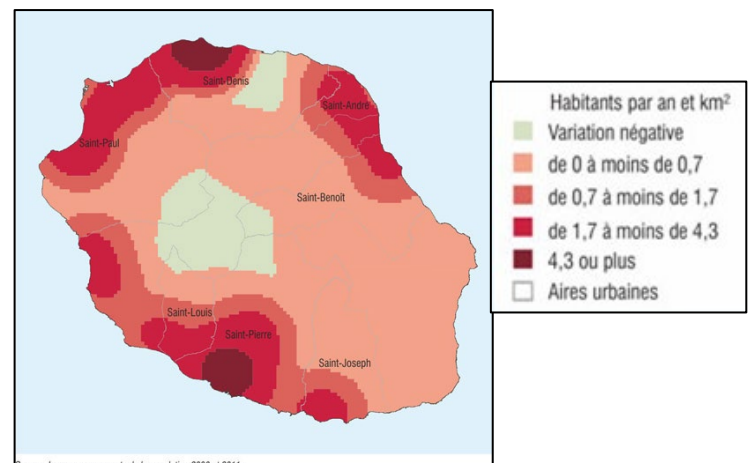 Saint-Denis
Saint-André
Saint-Paul
Saint-Benoît
Saint-Louis
Saint-Pierre
Saint-Joseph
Habitants par an et km²
Variation négative
de 0 à moins de 0,7
de 0,7 à moins de 1,7
de 1,7 à moins de 4,3
4,3 ou plus
Aires urbaines